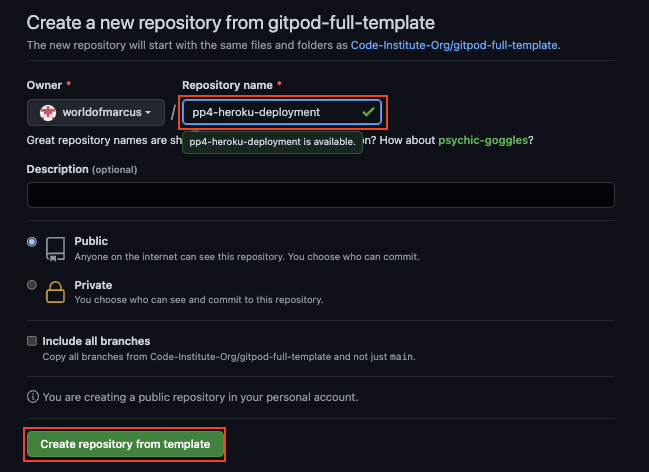 Create a new repository from gitpod-full-template
The new repository will start with the same files and folders as Code-Institute-Org/gitpod-full-template.
Owner * Repository name *
worldofmarcus / pp4-heroku-deployment
Great repository names are sh on? How about psychic-goggles?
pp4-heroku-deployment is available.
Description (optional)
Public
Anyone on the internet can see this repository. You choose who can commit.
Private
You choose who can see and commit to this repository.
Include all branches
Copy all branches from Code-Institute-Org/gitpod-full-template and not just main.
You are creating a public repository in your personal account.
Create repository from template